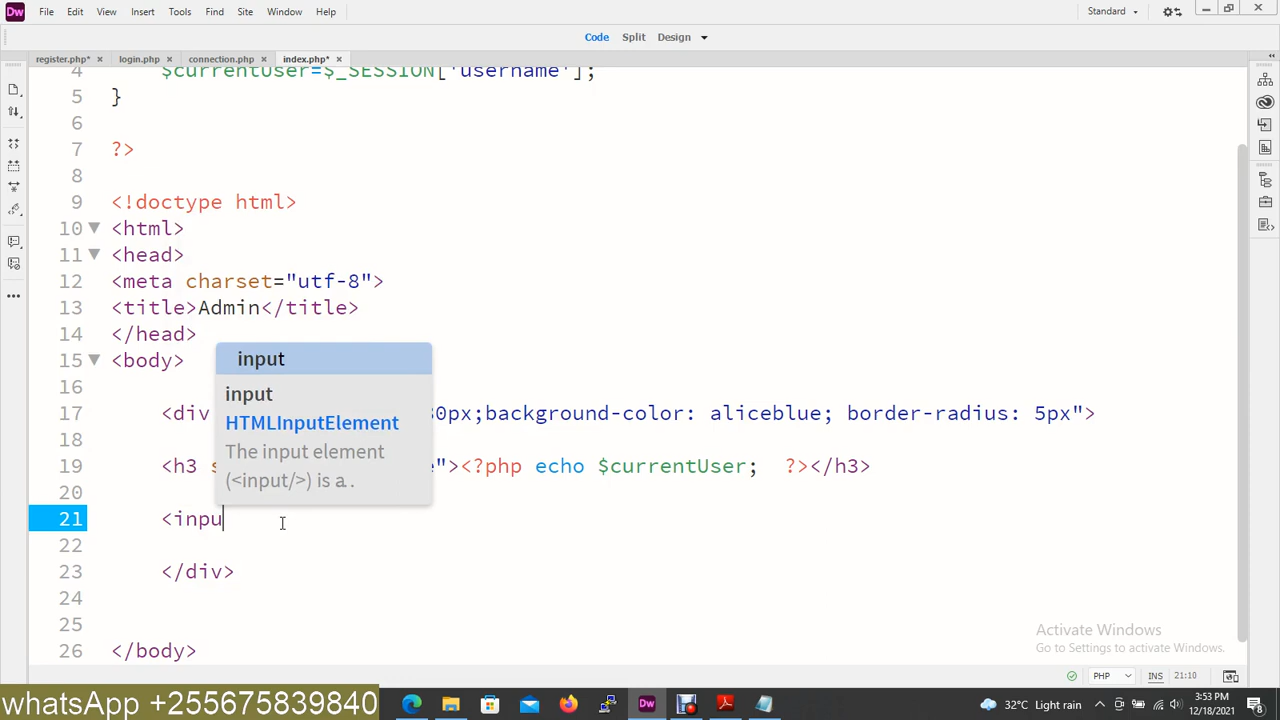 Dw File Edit View Insert Tools Find Site Window Help Standard
Code Split Design
register.php* × login.php × connection.php × index.php* ×
4 $currentUser=$_SESSION['username'];
5 }
6
7 ?>
8
9 <!doctype html>
10 <html>
11 <head>
12 <meta charset="utf-8">
13 <title>Admin</title>
14 </head>
15 <body>
16
17 <div 30px;background-color: aliceblue; border-radius: 5px">
18
19 <h3 s e"><?php echo $currentUser; ?></h3>
20
21 <inpu
22
23 </div>
24
25
26 </body>
input
input
HTMLInputElement
The input element
(<input/>) is a..
Activate Windows
Go to Settings to activate Windows.
PHP INS 21:10
whatsApp +255675839840
Dw
32°C Light rain
3:53 PM
12/18/2021
8